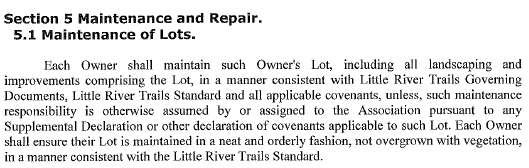 Section 5 Maintenance and Repair.
5.1 Maintenance of Lots.
Each Owner shall maintain such Owner's Lot, including all landscaping and
improvements comprising the Lot, in a manner consistent with Little River Trails Governing
Documents, Little River Trails Standard and all applicable covenants, unless, such maintenance
responsibility is otherwise assumed by or assigned to the Association pursuant to any
Supplemental Declaration or other declaration of covenants applicable to such Lot. Each Owner
shall ensure their Lot is maintained in a neat and orderly fashion, not overgrown with vegetation,
in a manner consistent with the Little River Trails Standard.